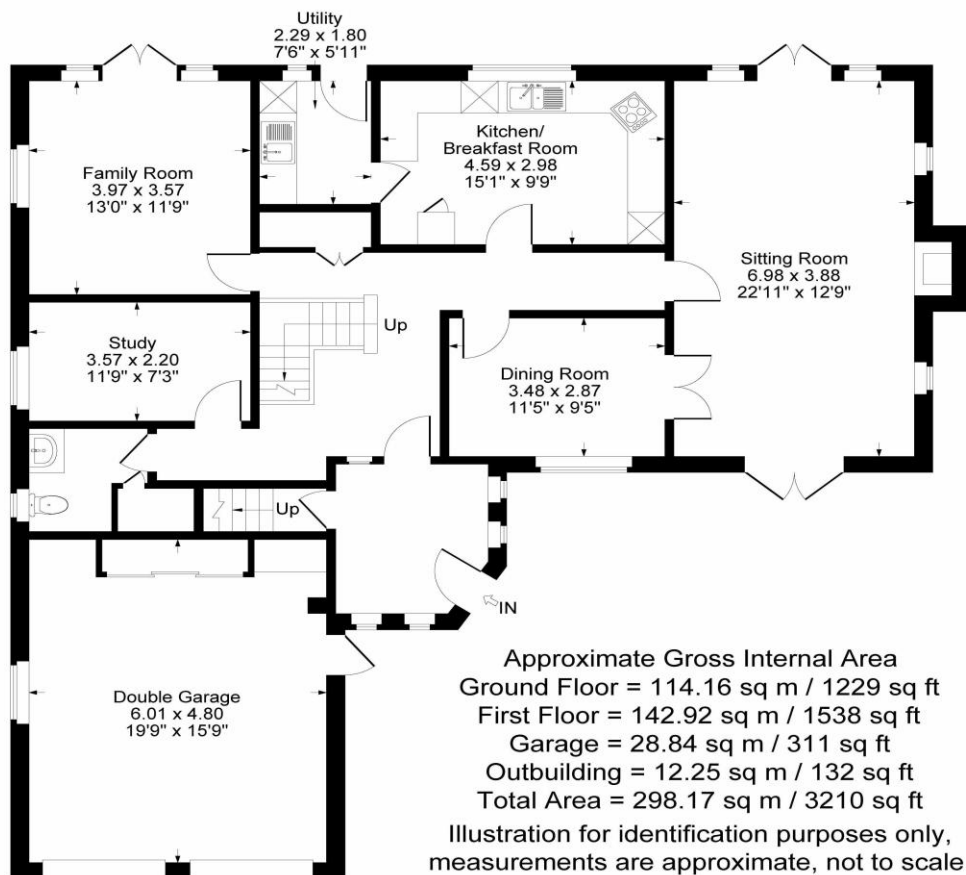 Utility
2.29 x 1.80
7'6" x 5'11"
Kitchen/
Breakfast Room
4.59 x 2.98
15'1" x 9'9"
Family Room
3.97 x 3.57
13'0" x 11'9"
Sitting Room
6.98 x 3.88
22'11" x 12'9"
Up
Study
3.57 x 2.20
11'9" x 7'3"
Dining Room
3.48 x 2.87
11'5" x 9'5"
Up
IN
Double Garage
6.01 x 4.80
19'9" x 15'9"
Approximate Gross Internal Area
Ground Floor = 114.16 sq m / 1229 sq ft
First Floor = 142.92 sq m / 1538 sq ft
Garage = 28.84 sq m / 311 sq ft
Outbuilding = 12.25 sq m / 132 sq ft
Total Area = 298.17 sq m / 3210 sq ft
Illustration for identification purposes only,
measurements are approximate, not to scale